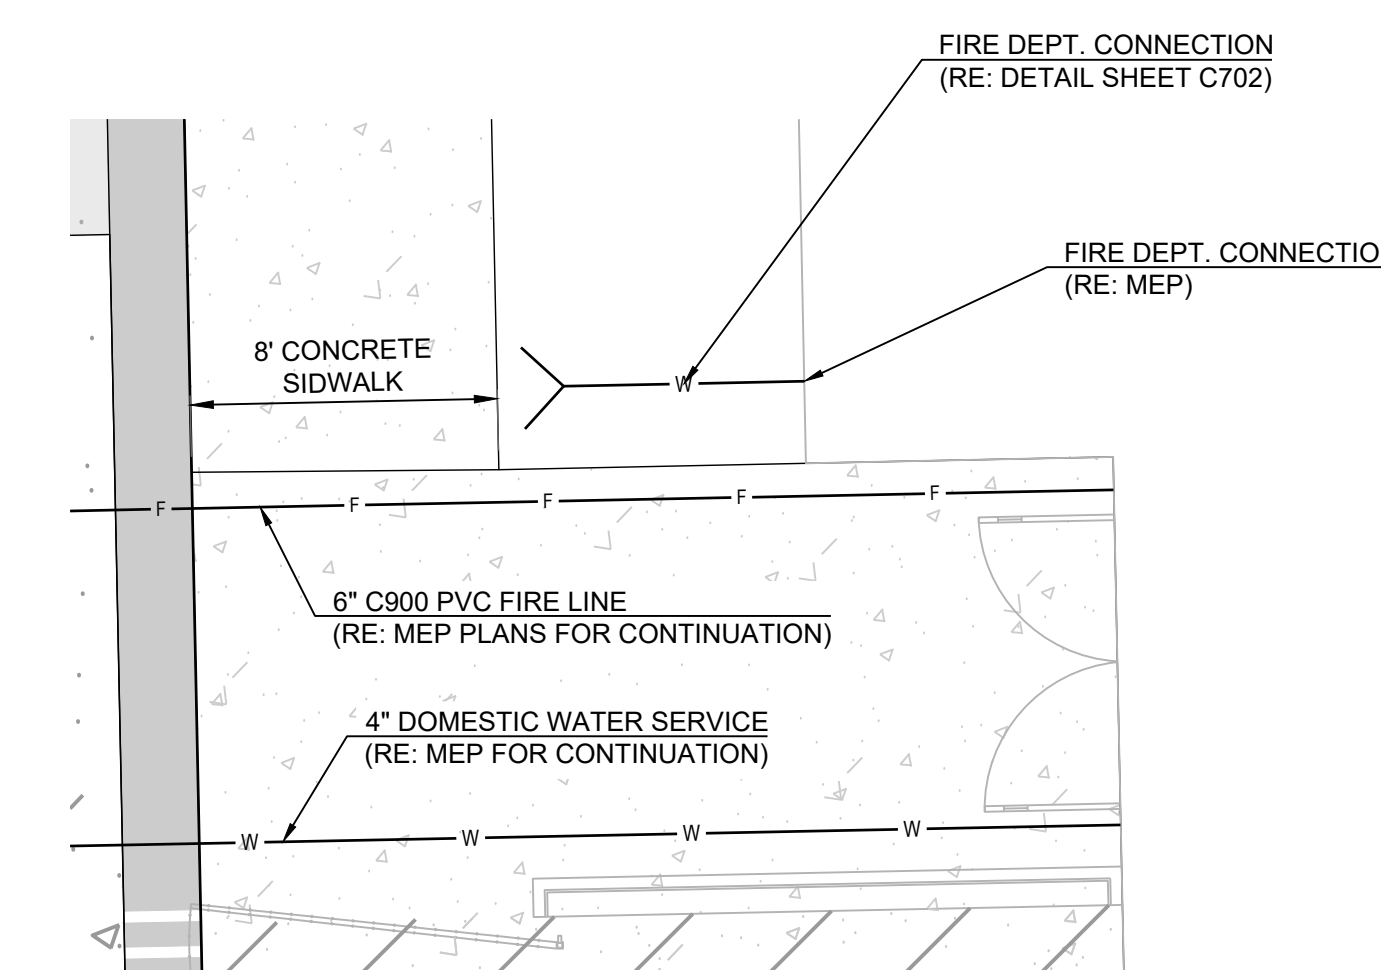 FIRE DEPT. CONNECTION
(RE: DETAIL SHEET C702)
FIRE DEPT. CONNECTIO
(RE: MEP)
8' CONCRETE
SIDWALK
W
F F F F F
6" C900 PVC FIRE LINE
(RE: MEP PLANS FOR CONTINUATION)
4" DOMESTIC WATER SERVICE
(RE: MEP FOR CONTINUATION)
W W W W